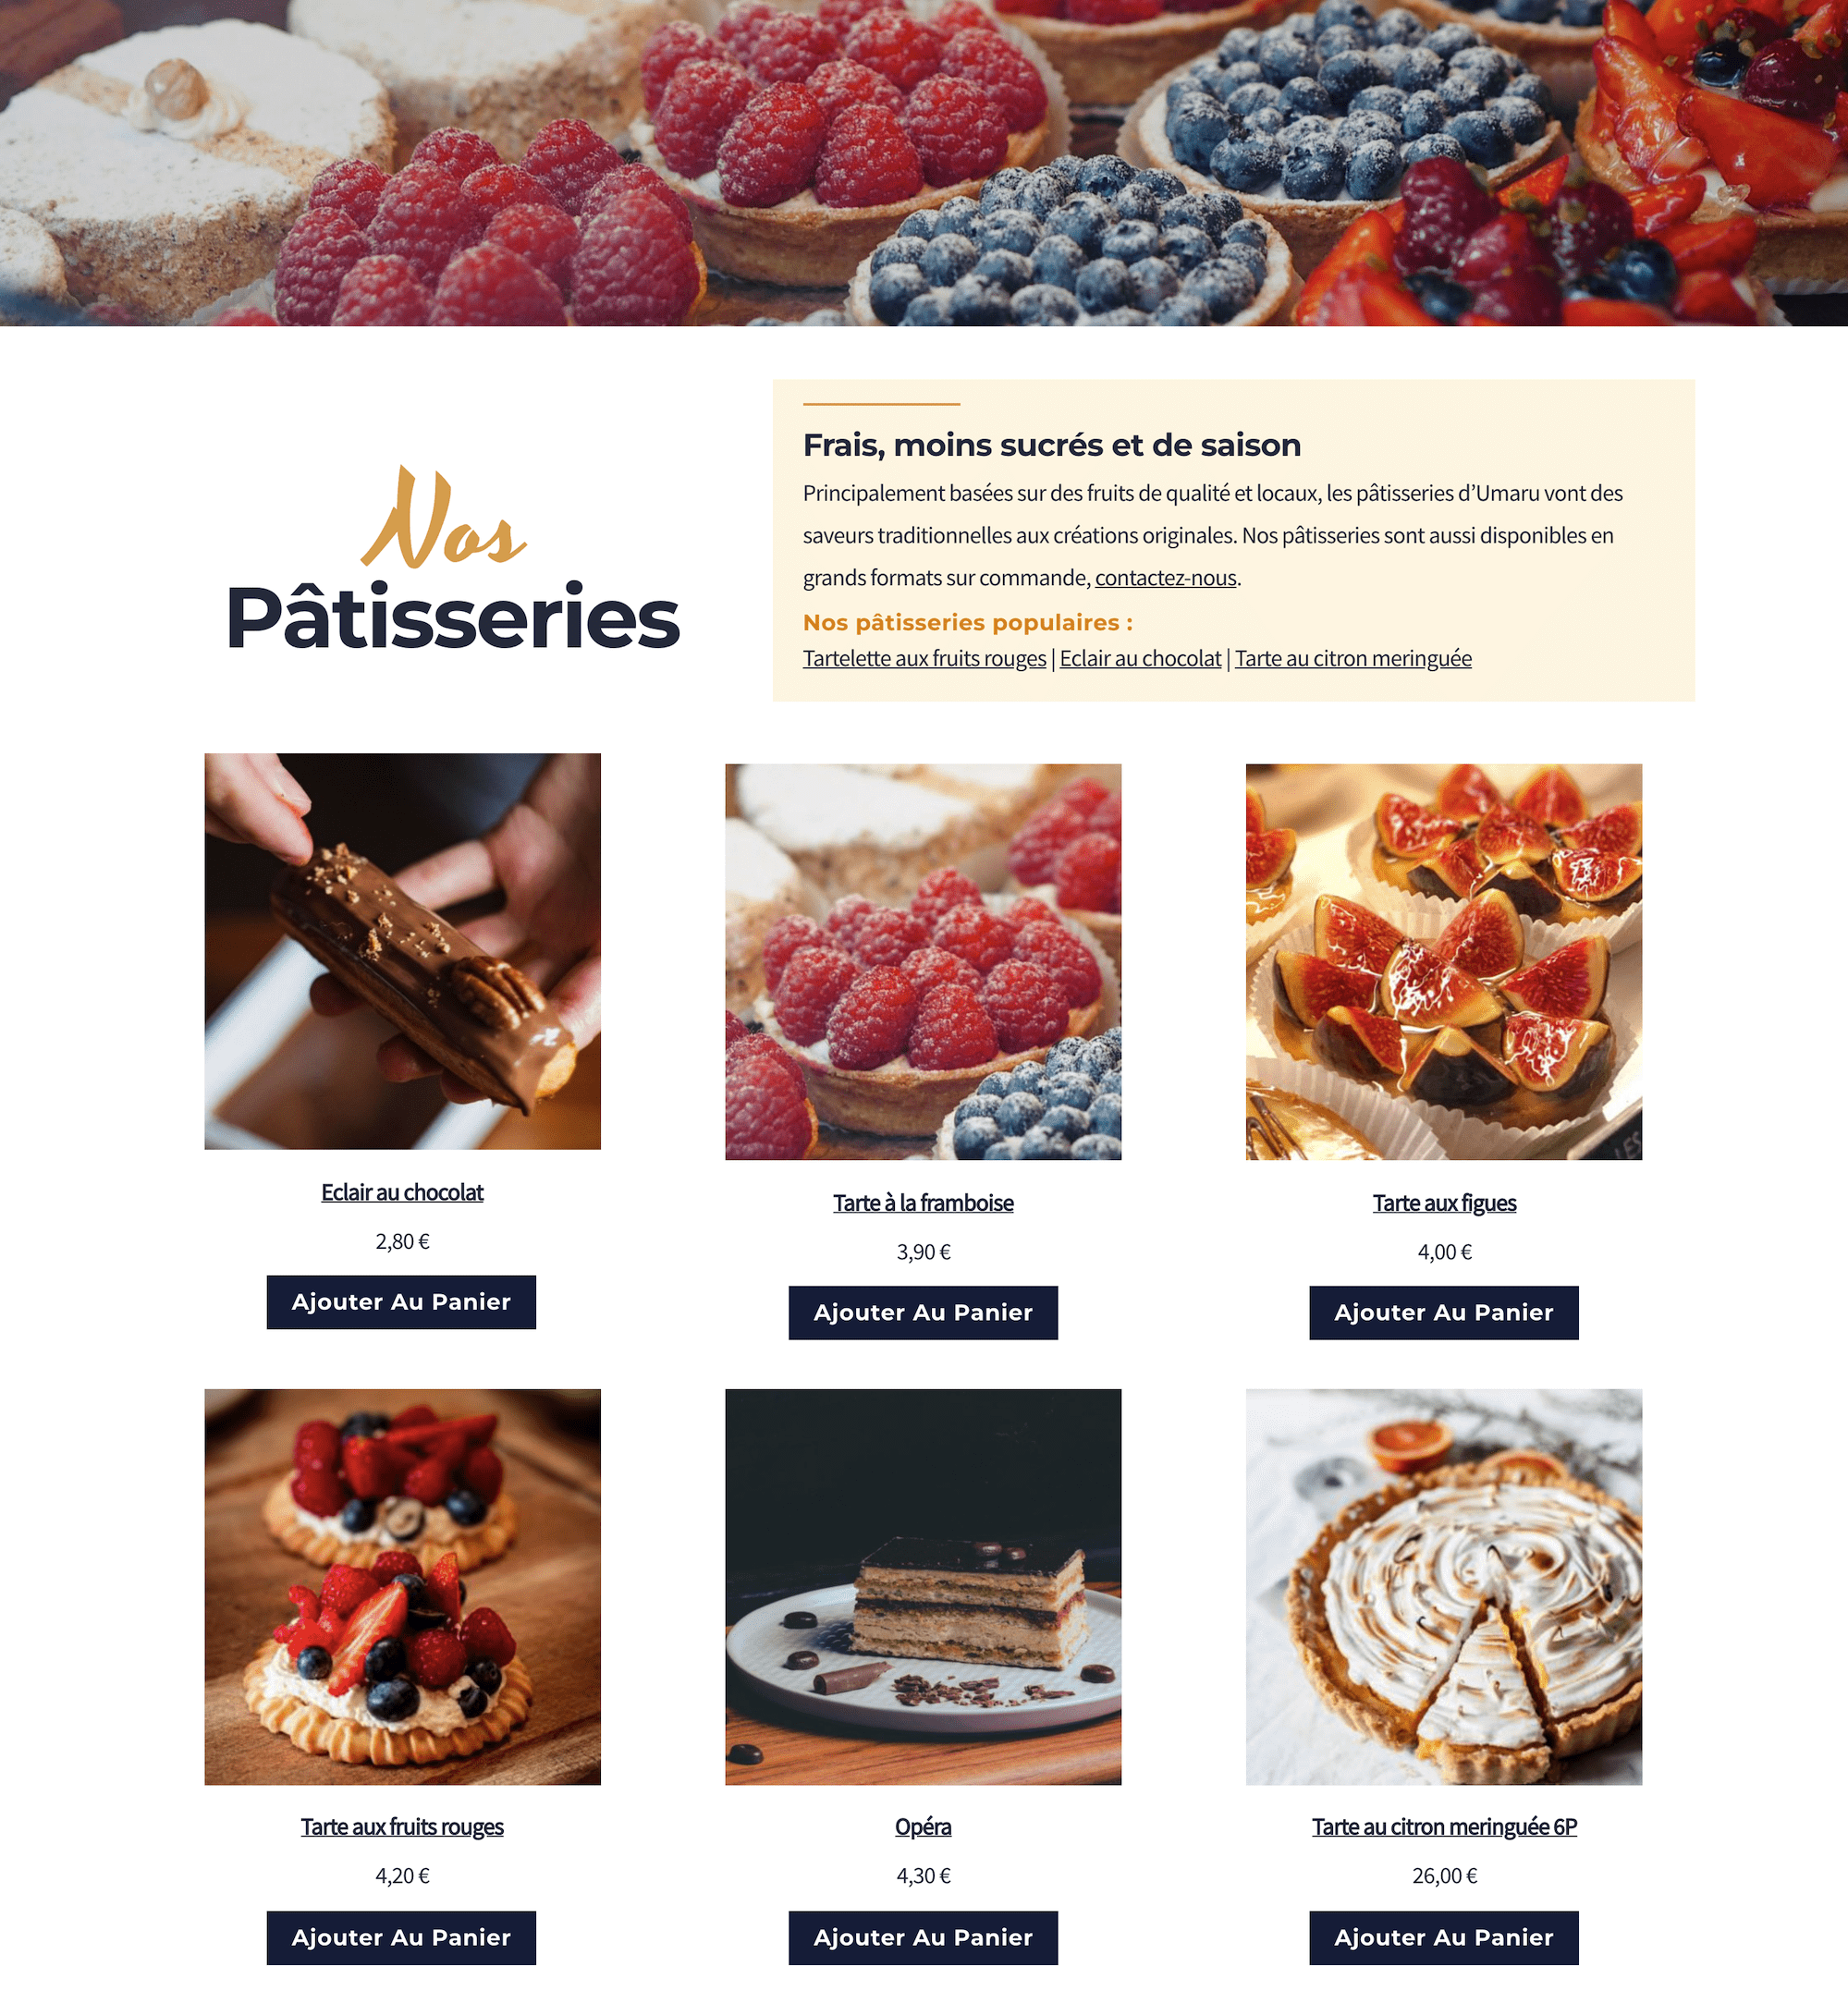 Nos
Pâtisseries
Frais, moins sucrés et de saison
Principalement basées sur des fruits de qualité et locaux, les pâtisseries d’Umaru vont des
saveurs traditionnelles aux créations originales. Nos pâtisseries sont aussi disponibles en
grands formats sur commande, contactez-nous.
Nos pâtisseries populaires :
Tartelette aux fruits rouges | Eclair au chocolat | Tarte au citron meringuée
Eclair au chocolat
2,80 €
Ajouter Au Panier
Tarte à la framboise
3,90 €
Ajouter Au Panier
LES
Tarte aux figues
4,00 €
Ajouter Au Panier
Tarte aux fruits rouges
4,20 €
Ajouter Au Panier
Opéra
4,30 €
Ajouter Au Panier
Tarte au citron meringuée 6P
26,00 €
Ajouter Au Panier